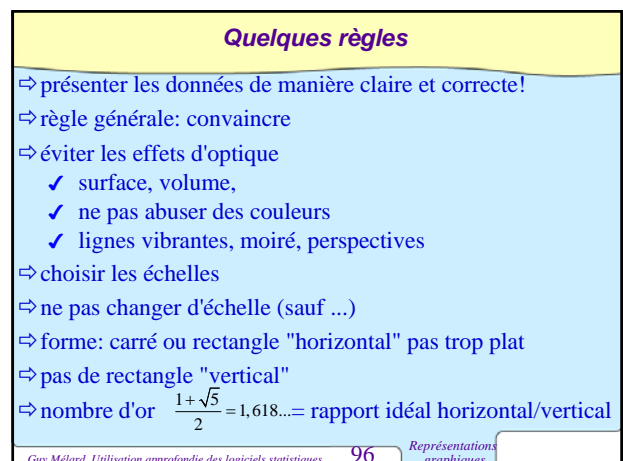 Quelques règles
⇨présenter les données de manière claire et correcte!
⇨règle générale: convaincre
⇨éviter les effets d'optique
✓ surface, volume,
✓ ne pas abuser des couleurs
✓ lignes vibrantes, moiré, perspectives
⇨choisir les échelles
⇨ne pas changer d'échelle (sauf ...)
⇨forme: carré ou rectangle "horizontal" pas trop plat
⇨pas de rectangle "vertical"
⇨nombre d'or (1+√5)/2 = 1,618...= rapport idéal horizontal/vertical
Guy Mélard, Utilisation approfondie des logiciels statistiques 96 Représentations
graphiques